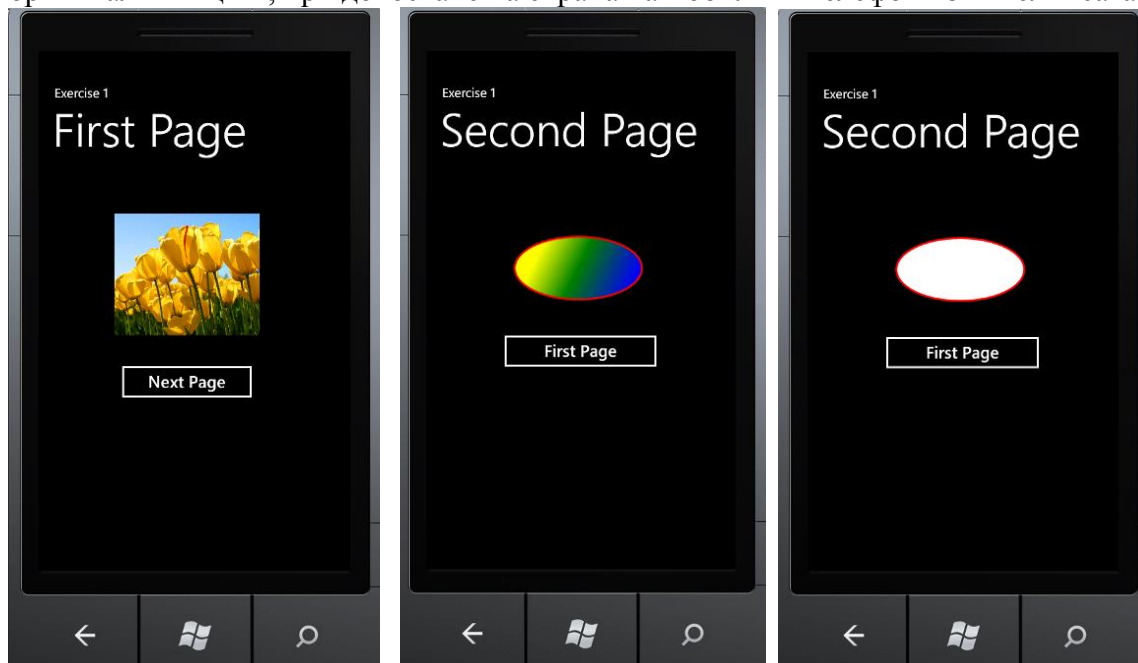 Exercise 1
First Page
Next Page
Exercise 1
Second Page
First Page
Exercise 1
Second Page
First Page